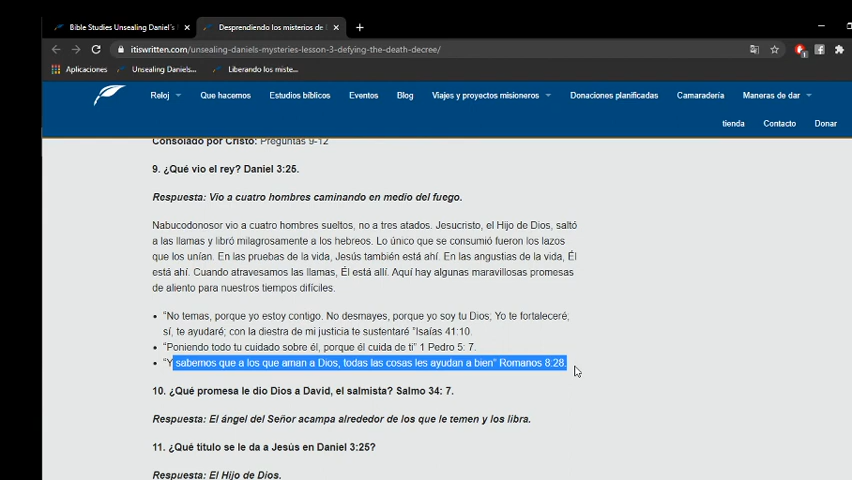 Bible Studies Unsealing Daniel's
Desprendiendo los misterios de
itiswritten.com/unsealing-daniels-mysteries-lesson-3-defying-the-death-decree/
Aplicaciones
Unsealing Daniels...
Liberando los miste...
Reloj
Que hacemos
Estudios bíblicos
Eventos
Blog
Viajes y proyectos misioneros
Donaciones planificadas
Camaradería
Maneras de dar
tienda
Contacto
Donar
Consolado por Cristo: Preguntas 9-12
9. ¿Qué vio el rey? Daniel 3:25.
Respuesta: Vio a cuatro hombres caminando en medio del fuego.
Nabucodonosor vio a cuatro hombres sueltos, no a tres atados. Jesucristo, el Hijo de Dios, saltó
a las llamas y libró milagrosamente a los hebreos. Lo único que se consumió fueron los lazos
que los unían. En las pruebas de la vida, Jesús también está ahí. En las angustias de la vida, Él
está ahí. Cuando atravesamos las llamas, Él está allí. Aquí hay algunas maravillosas promesas
de aliento para nuestros tiempos difíciles.
• “No temas, porque yo estoy contigo. No desmayes, porque yo soy tu Dios; Yo te fortaleceré;
sí, te ayudaré; con la diestra de mi justicia te sustentaré ”Isaías 41:10.
• “Poniendo todo tu cuidado sobre él, porque él cuida de ti” 1 Pedro 5: 7.
• “Y sabemos que a los que aman a Dios, todas las cosas les ayudan a bien” Romanos 8:28.
10. ¿Qué promesa le dio Dios a David, el salmista? Salmo 34: 7.
Respuesta: El ángel del Señor acampa alrededor de los que le temen y los libra.
11. ¿Qué título se le da a Jesús en Daniel 3:25?
Respuesta: El Hijo de Dios.